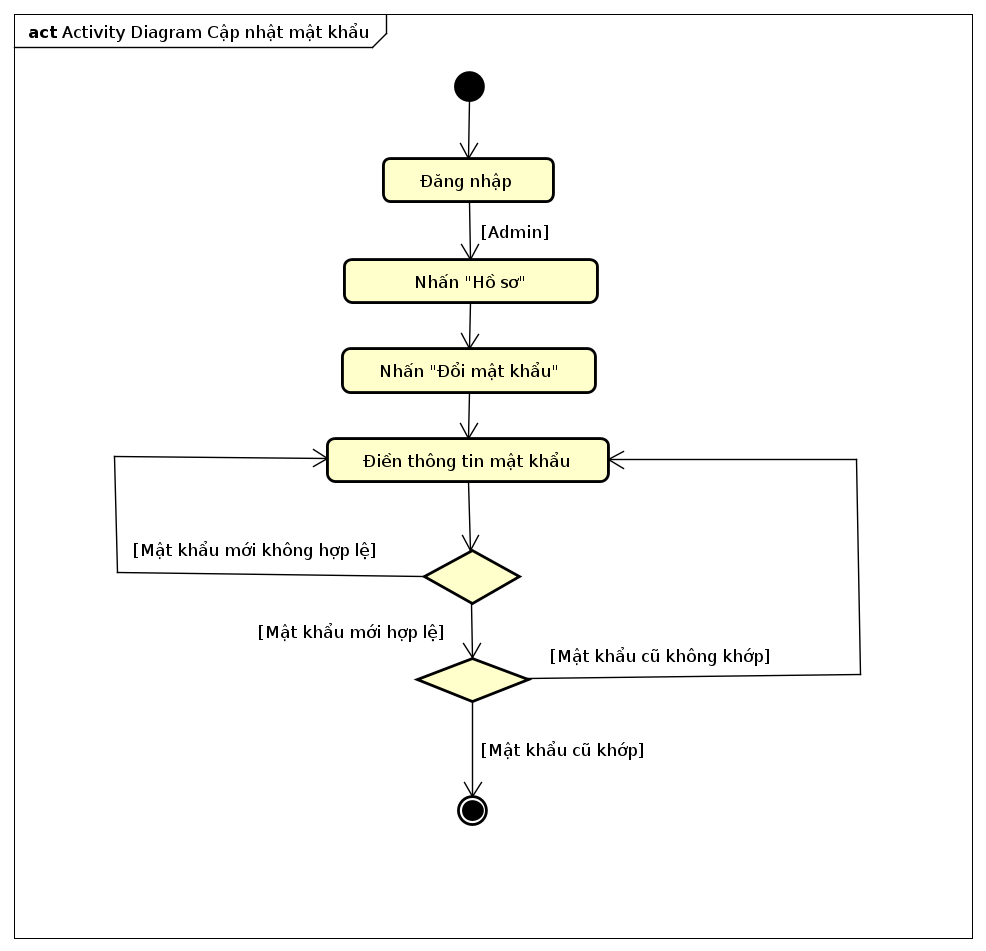 act Activity Diagram Cập nhật mật khẩu
Đăng nhập
[Admin]
Nhấn "Hồ sơ"
Nhấn "Đổi mật khẩu"
Điền thông tin mật khẩu
[Mật khẩu mới không hợp lệ]
[Mật khẩu mới hợp lệ]
[Mật khẩu cũ không khớp]
[Mật khẩu cũ khớp]